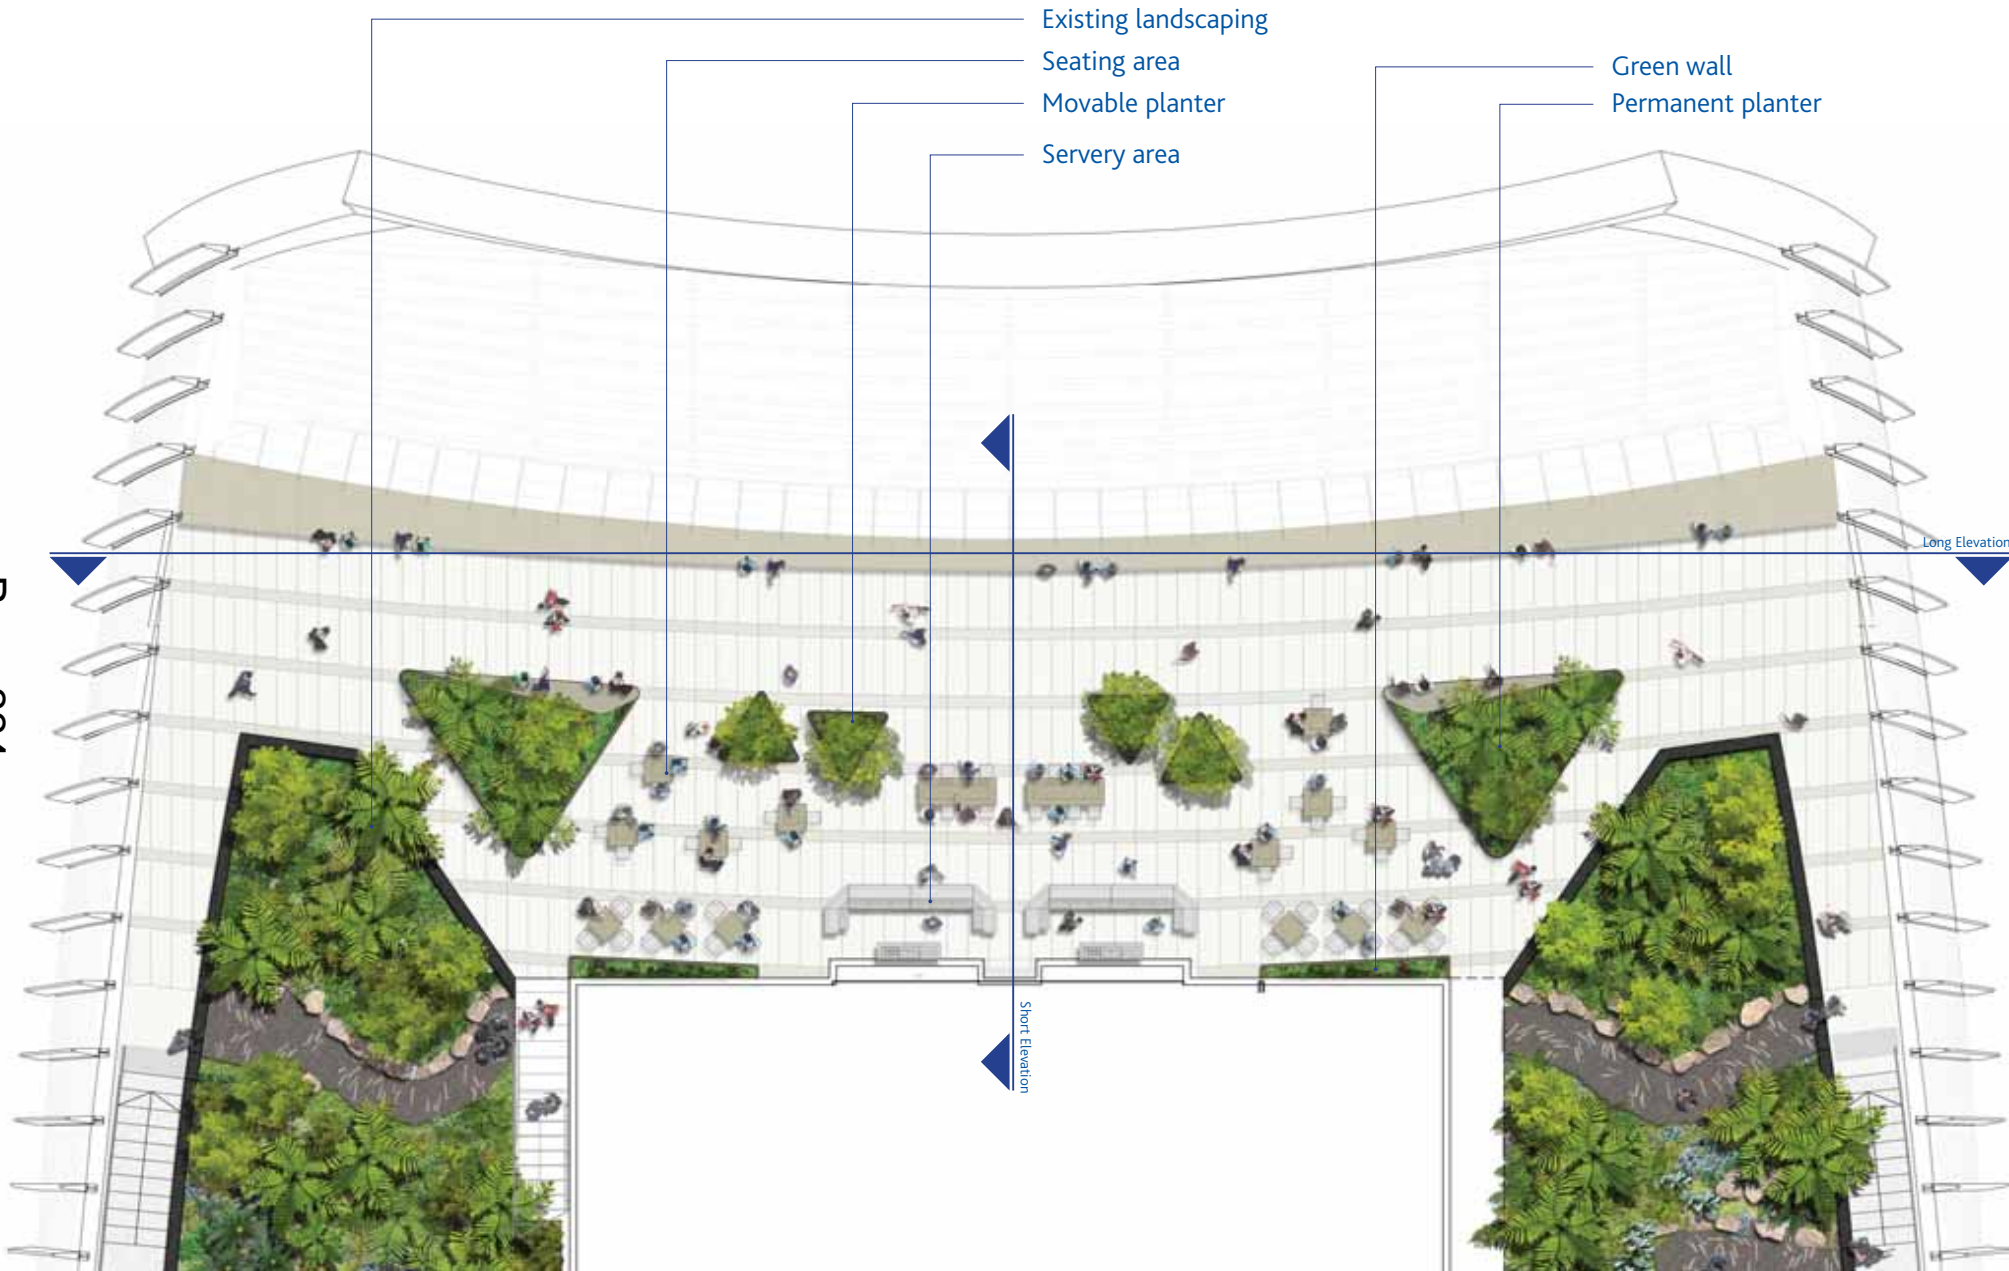 Existing landscaping
Seating area
Movable planter
Servery area
Green wall
Permanent planter
Long Elevation
Short Elevation